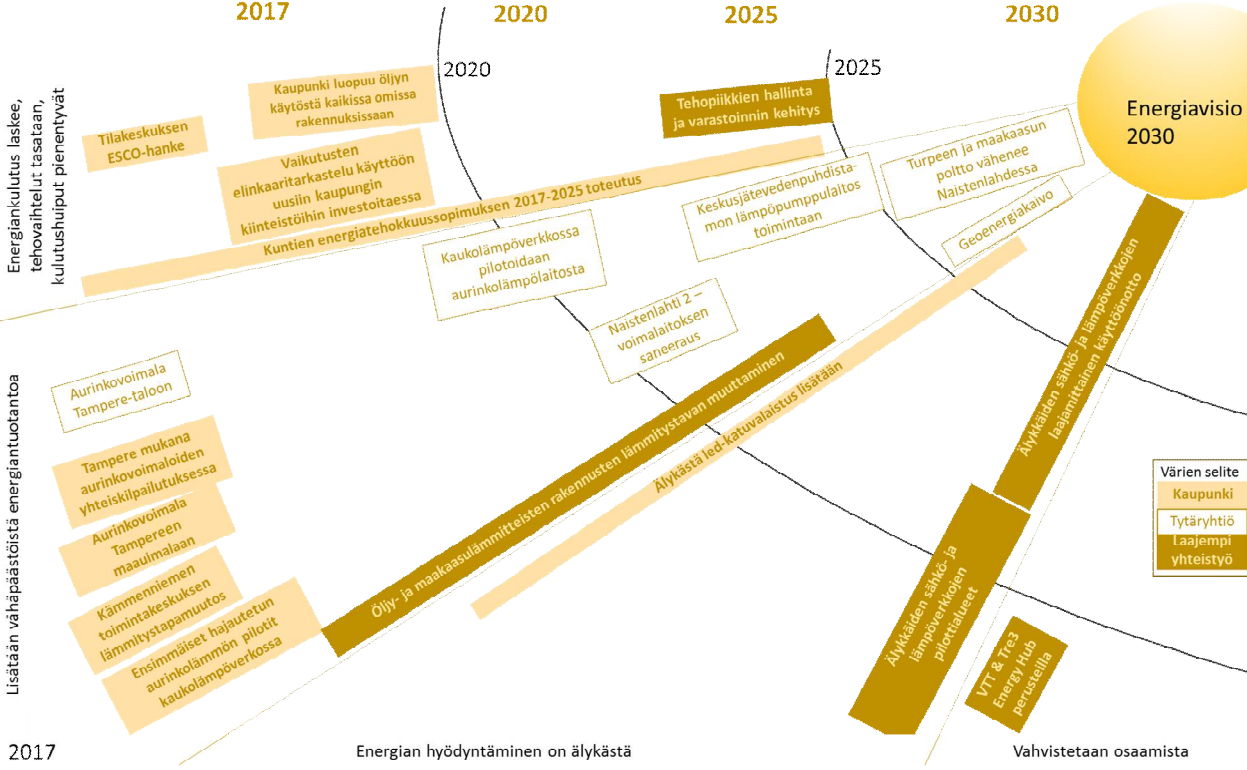 2017
2020
2025
2030
2020
2025
Energiavisio
2030
Energiankulutus laskee,
tehovaihtelut tasataan,
kulutushuiput pienentyvät
Kaupunki luopuu öljyn
käytöstä kaikissa omissa
rakennuksissaan
Tilakeskuksen
ESCO-hanke
Vaikutusten
elinkaaritarkastelu käyttöön
uusiin kaupungin
kiinteistöihin investoitaessa
Kuntien energiatehokkuussopimuksen 2017-2025 toteutus
Tehopiikkien hallinta
ja varastoinnin kehitys
Turpeen ja maakaasun
poltto vähenee
Naistenlahdessa
Keskusjätevedenpuhdista-
mon lämpöpumppulaitos
toimintaan
Geoenergiakaivo
Kaukolämpöverkkossa
pilotoidaan
aurinkolämpölaitosta
Naistenlahti 2 –
voimalaitoksen
saneeraus
Lisätään vähäpäästöistä energiantuotantoa
Aurinkovoimala
Tampere-taloon
Tampere mukana
aurinkovoimaloiden
yhteiskilpailutuksessa
Aurinkovoimala
Tampereen
maauimalaan
Kämmenniemen
toimintakeskuksen
lämmitystapamuutos
Ensimmäiset hajautetun
aurinkolämmön pilotit
kaukolämpöverkossa
Öljy- ja maakaasulämmitteisten rakennusten lämmitystavan muuttaminen
Älykästä led-katuvalaistus lisätään
Älykkäiden sähkö- ja lämpöverkkojen
laajamittainen käyttöönotto
Älykkäiden sähkö- ja
lämpöverkkojen
pilottialueet
VTT & Tre3
Energy Hub
perusteilla
Värien selite
Kaupunki
Tytäryhtiö
Laajempi
yhteistyö
2017
Energian hyödyntäminen on älykästä
Vahvistetaan osaamista